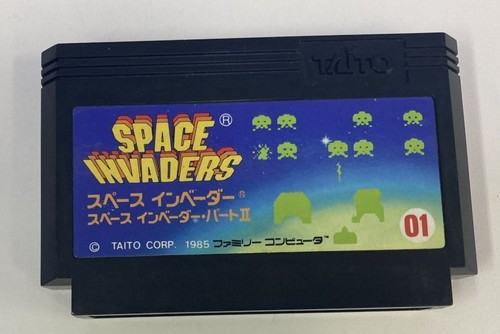 TAITO
SPACE ®
INVADERS
スペース インベーダー®
スペース インベーダー・パートII
© TAITO CORP. 1985 ファミリー コンピュータ™
01